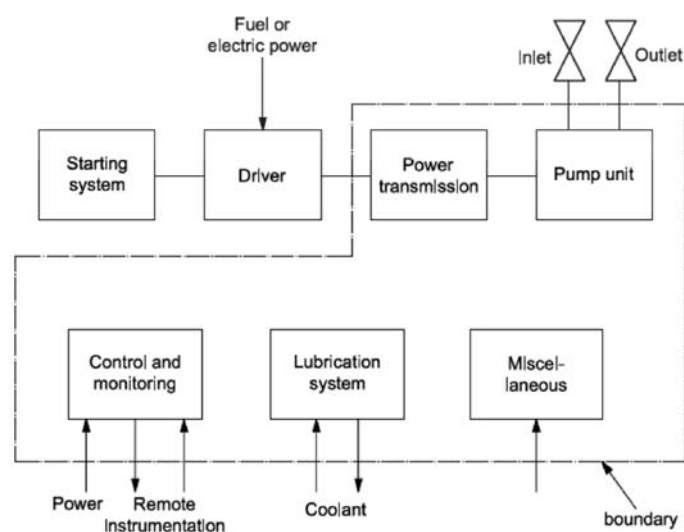 Fuel or
electric power
Inlet
Outlet
Starting
system
Driver
Power
transmission
Pump unit
Control and
monitoring
Lubrication
system
Miscel-
laneous
Power
Remote
Instrumentation
Coolant
boundary